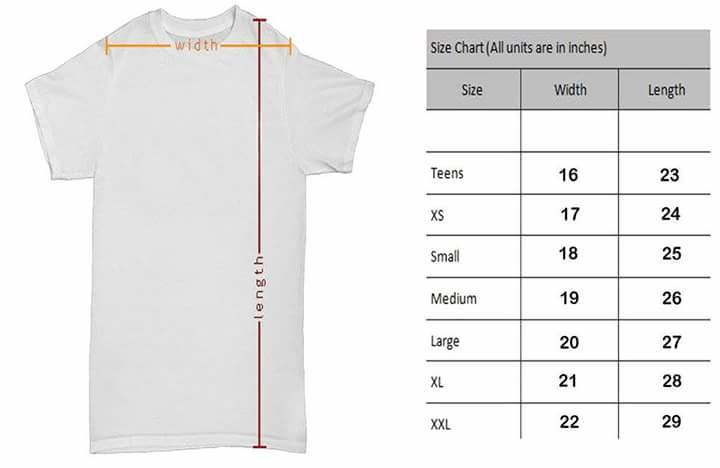 width
length
Size Chart (All units are in inches)
Size Width Length
Teens 16 23
XS 17 24
Small 18 25
Medium 19 26
Large 20 27
XL 21 28
XXL 22 29